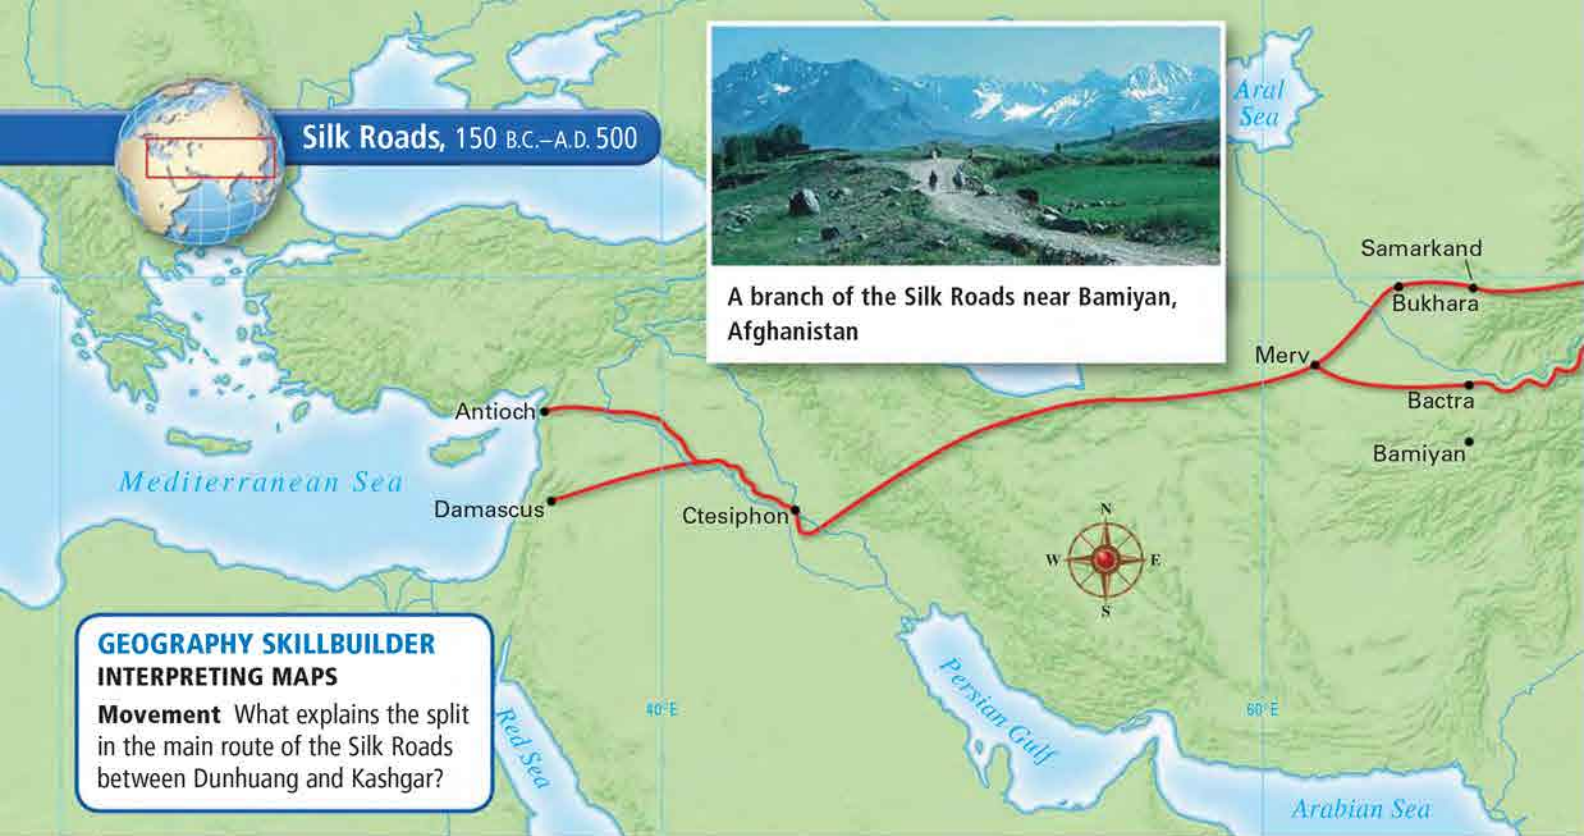 Silk Roads, 150 B.C.–A.D. 500
Aral
Sea
A branch of the Silk Roads near Bamiyan,
Afghanistan
Samarkand
Bukhara
Merv
Bactra
Bamiyan
Antioch
Mediterranean Sea
Damascus
Ctesiphon
N
W
E
S
GEOGRAPHY SKILLBUILDER
INTERPRETING MAPS
Movement What explains the split
in the main route of the Silk Roads
between Dunhuang and Kashgar?
Red Sea
40°E
Persian Gulf
60°E
Arabian Sea